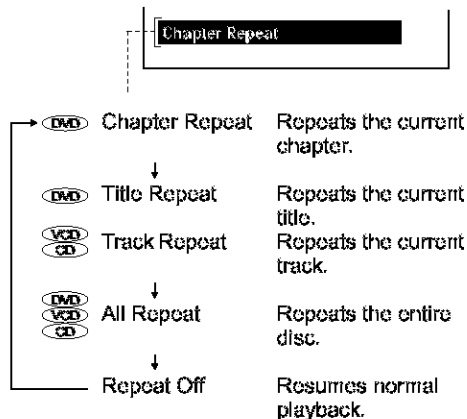 Chapter Repeat
DVD Chapter Repeat Repeats the current
chapter.
DVD Title Repeat Repeats the current
title.
VCD CD Track Repeat Repeats the current
track.
DVD VCD CD All Repeat Repeats the entire
disc.
Repeat Off Resumes normal
playback.